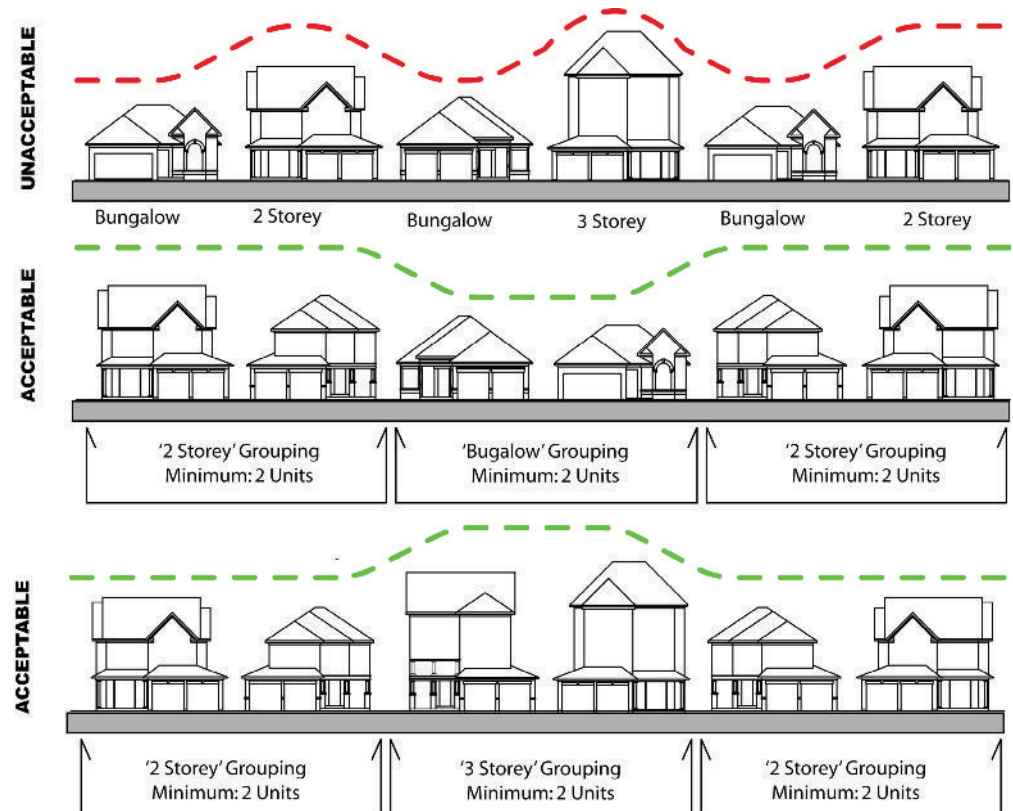 UNACCEPTABLE
Bungalow
2 Storey
Bungalow
3 Storey
Bungalow
2 Storey
ACCEPTABLE
'2 Storey' Grouping
Minimum: 2 Units
'Bugalow' Grouping
Minimum: 2 Units
'2 Storey' Grouping
Minimum: 2 Units
ACCEPTABLE
'2 Storey' Grouping
Minimum: 2 Units
'3 Storey' Grouping
Minimum: 2 Units
'2 Storey' Grouping
Minimum: 2 Units